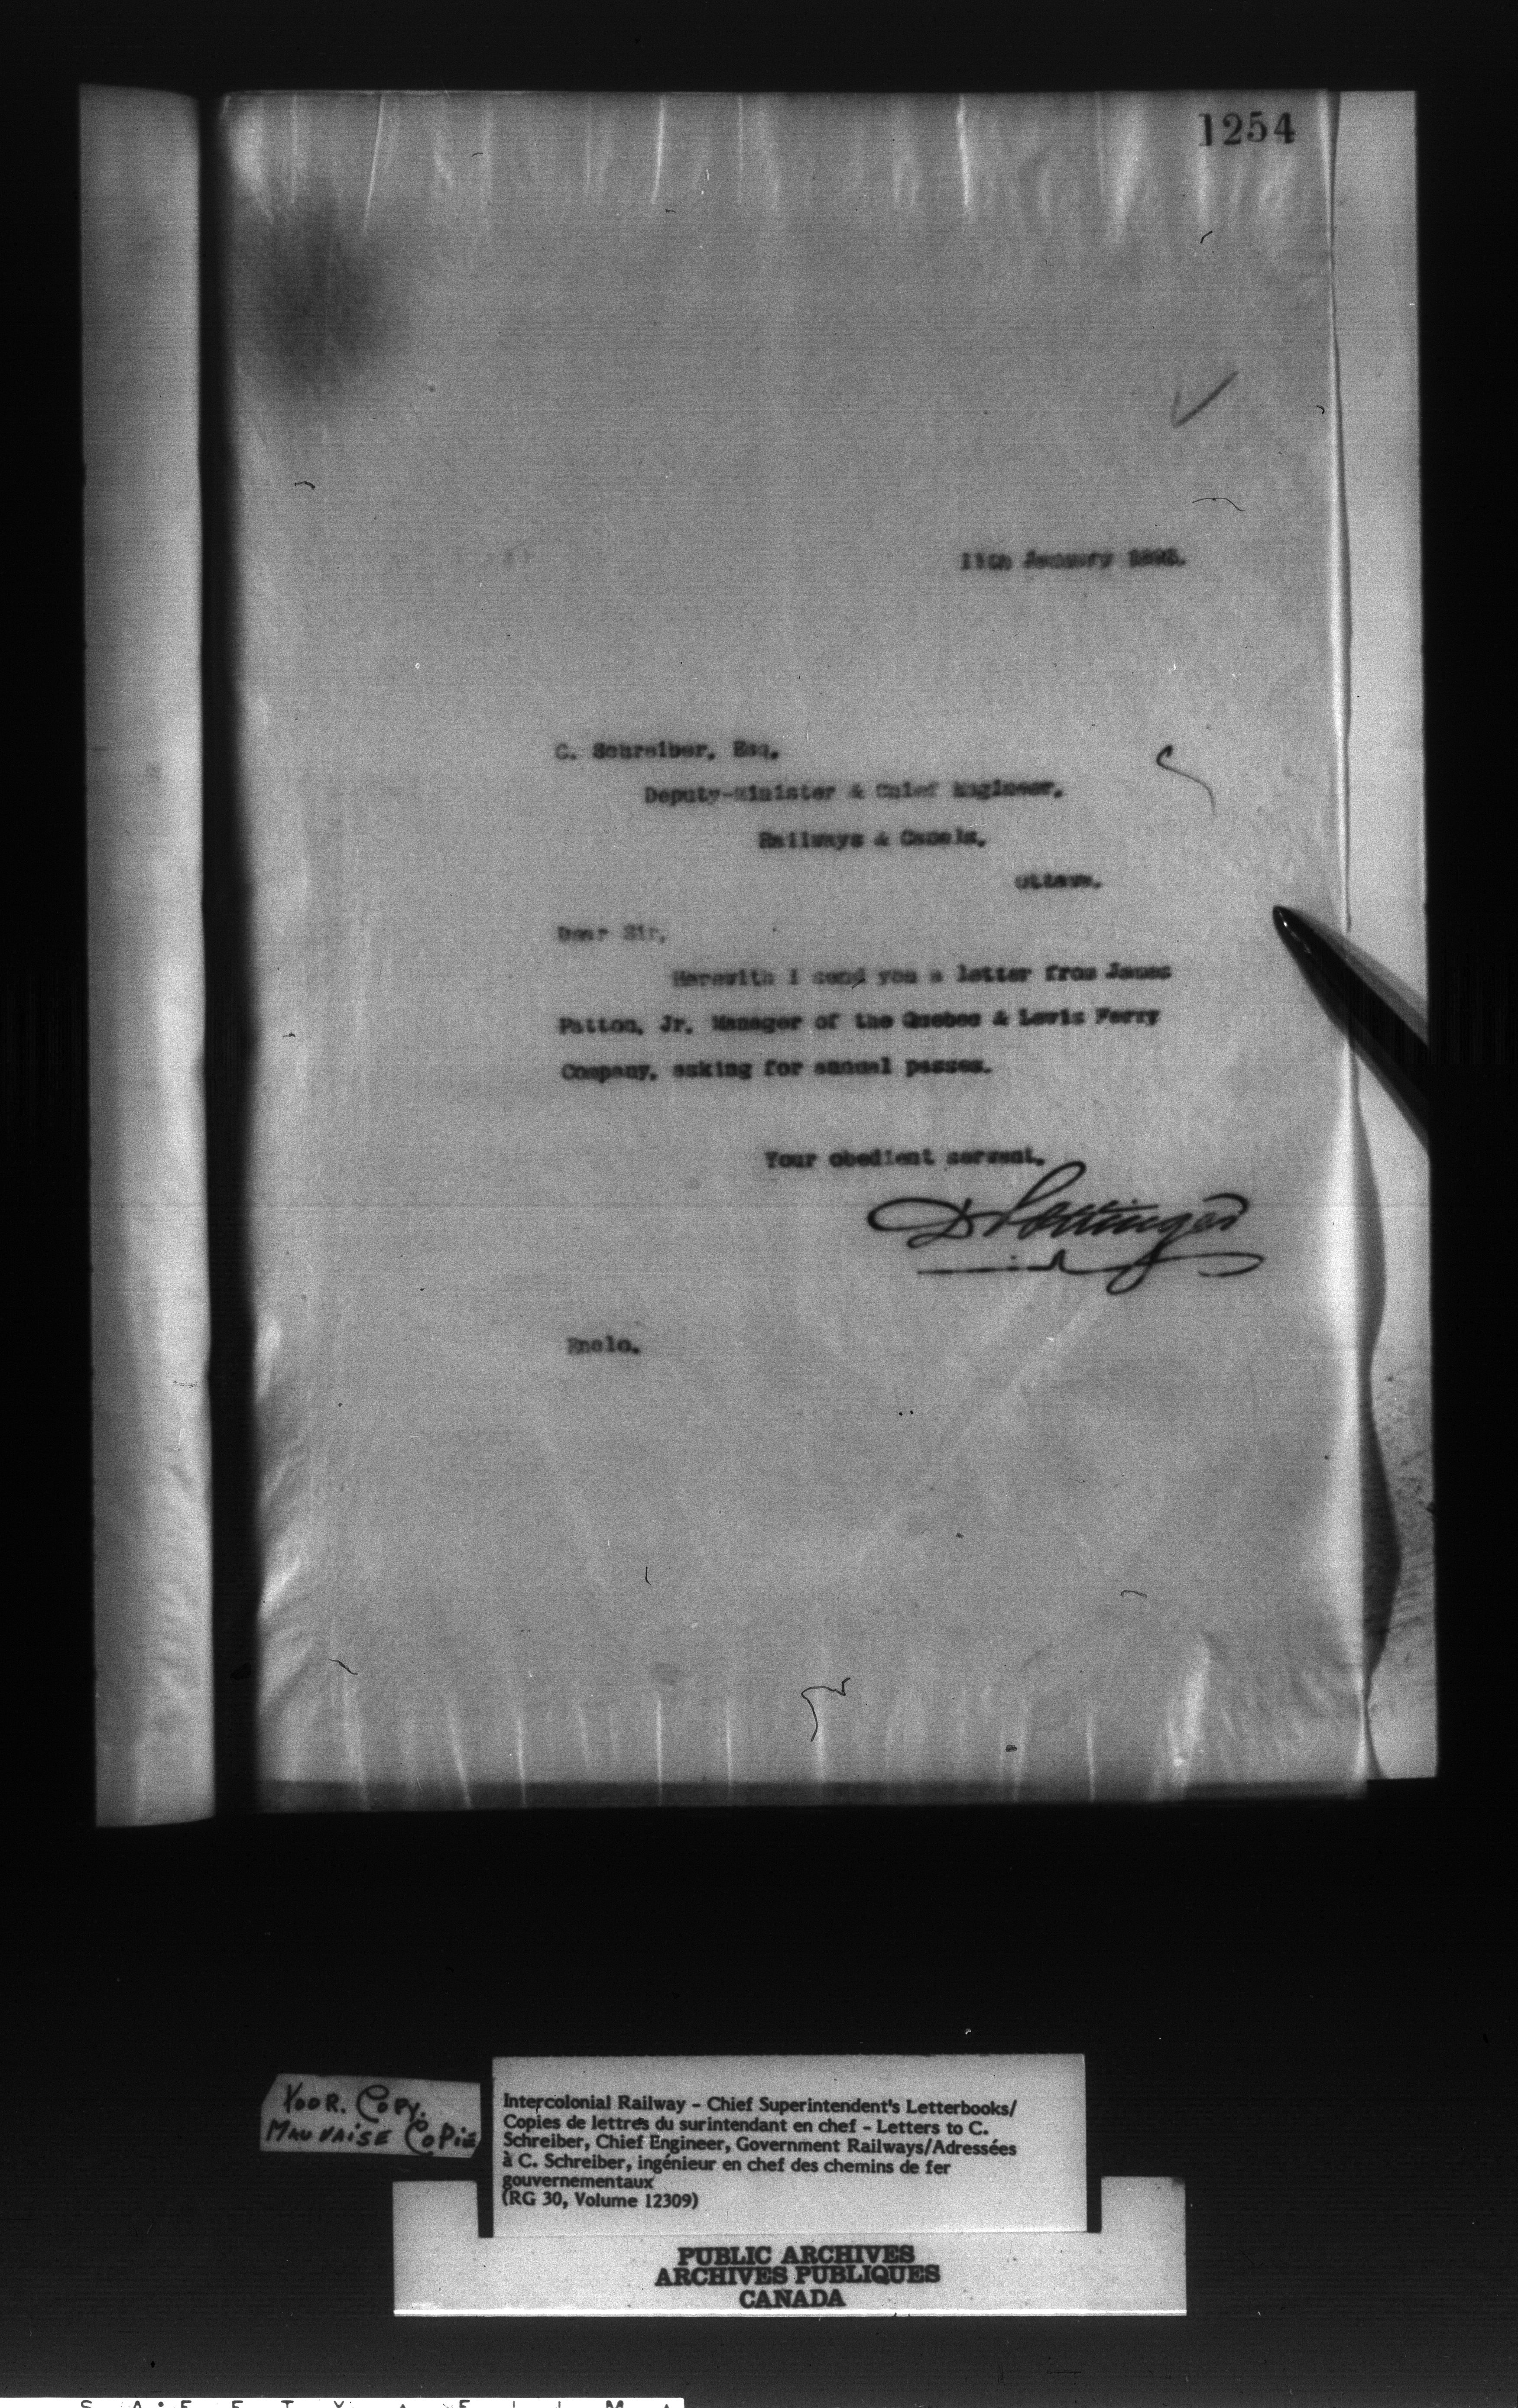 1254
11th January 1893.
C. Schreiber, Esq.
Deputy-Minister & Chief Engineer,
Railways & Canals,
Ottawa.
Dear Sir,
Herewith I send you a letter from James
Patton, Jr. Manager of the Quebec & Levis Ferry
Company, asking for annual passes.
Your obedient servant,
D Pottinger
Enclo.
POOR. COPY.
MAUVAISE COPIE
Intercolonial Railway - Chief Superintendent's Letterbooks/
Copies de lettres du surintendant en chef - Letters to C.
Schreiber, Chief Engineer, Government Railways/Adressées
à C. Schreiber, ingénieur en chef des chemins de fer
gouvernementaux
(RG 30, Volume 12309)
PUBLIC ARCHIVES
ARCHIVES PUBLIQUES
CANADA